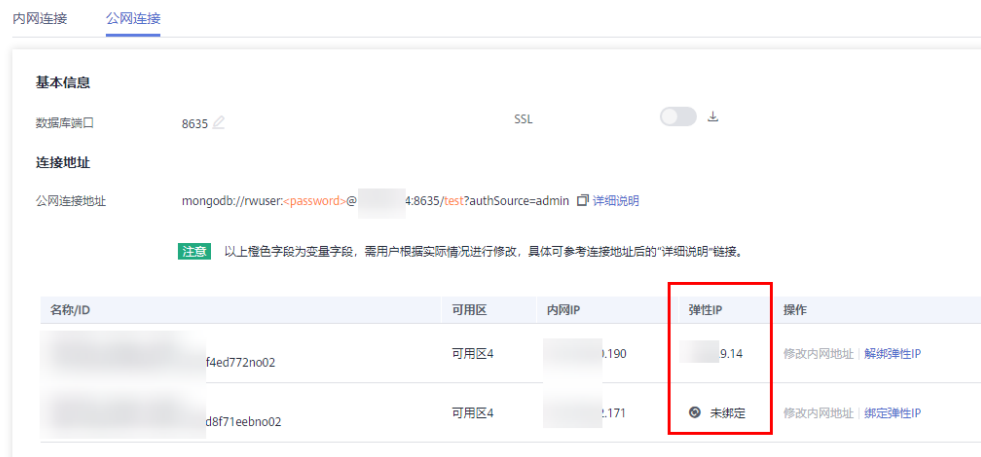 内网连接 公网连接
基本信息
数据库端口 8635 SSL
连接地址
公网连接地址 mongodb://rwuser:<password>@ 4:8635/test?authSource=admin 详细说明
注意 以上橙色字段为变量字段，需用户根据实际情况进行修改，具体可参考连接地址后的"详细说明"链接。
名称/ID 可用区 内网IP 弹性IP 操作
f4ed772no02 可用区4 .190 .9.14 修改内网地址 | 解绑弹性IP
d8f71eebno02 可用区4 .171 未绑定 修改内网地址 | 绑定弹性IP